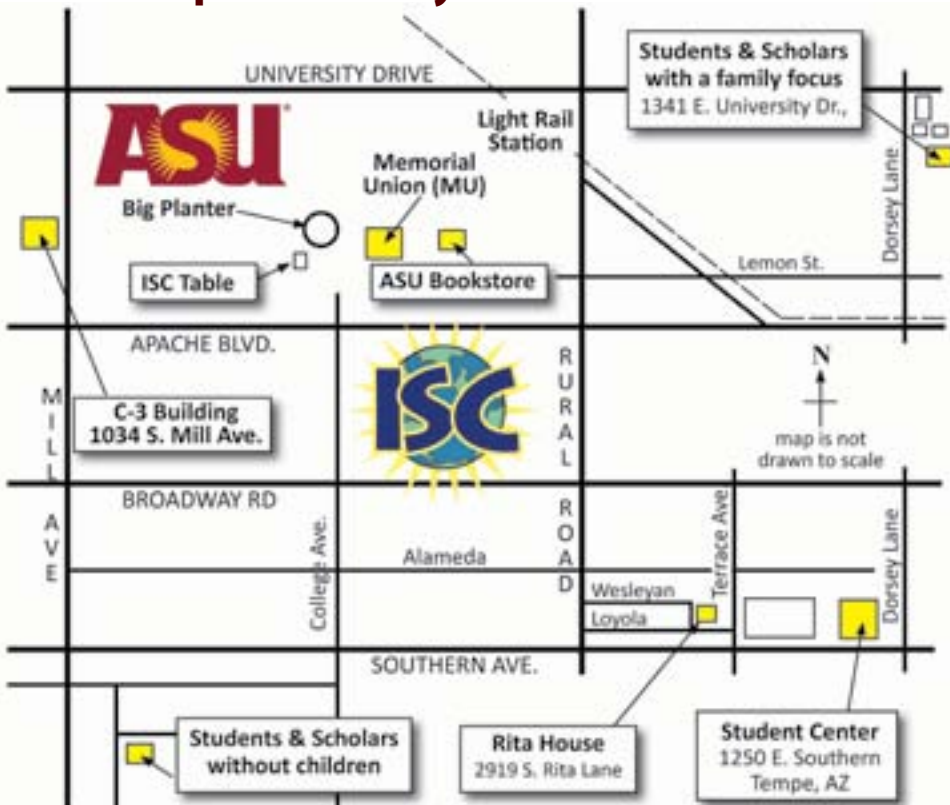 UNIVERSITY DRIVE
Students & Scholars
with a family focus
1341 E. University Dr.,
ASU
Light Rail
Station
Memorial
Union (MU)
Big Planter
Dorsey Lane
ISC Table
ASU Bookstore
Lemon St.
APACHE BLVD.
ISC
RURAL
N
map is not
drawn to scale
MILL
C-3 Building
1034 S. Mill Ave.
BROADWAY RD
AVE
College Ave.
Alameda
ROAD
Terrace Ave.
Dorsey Lane
Wesleyan
Loyola
SOUTHERN AVE.
Students & Scholars
without children
Rita House
2919 S. Rita Lane
Student Center
1250 E. Southern
Tempe, AZ